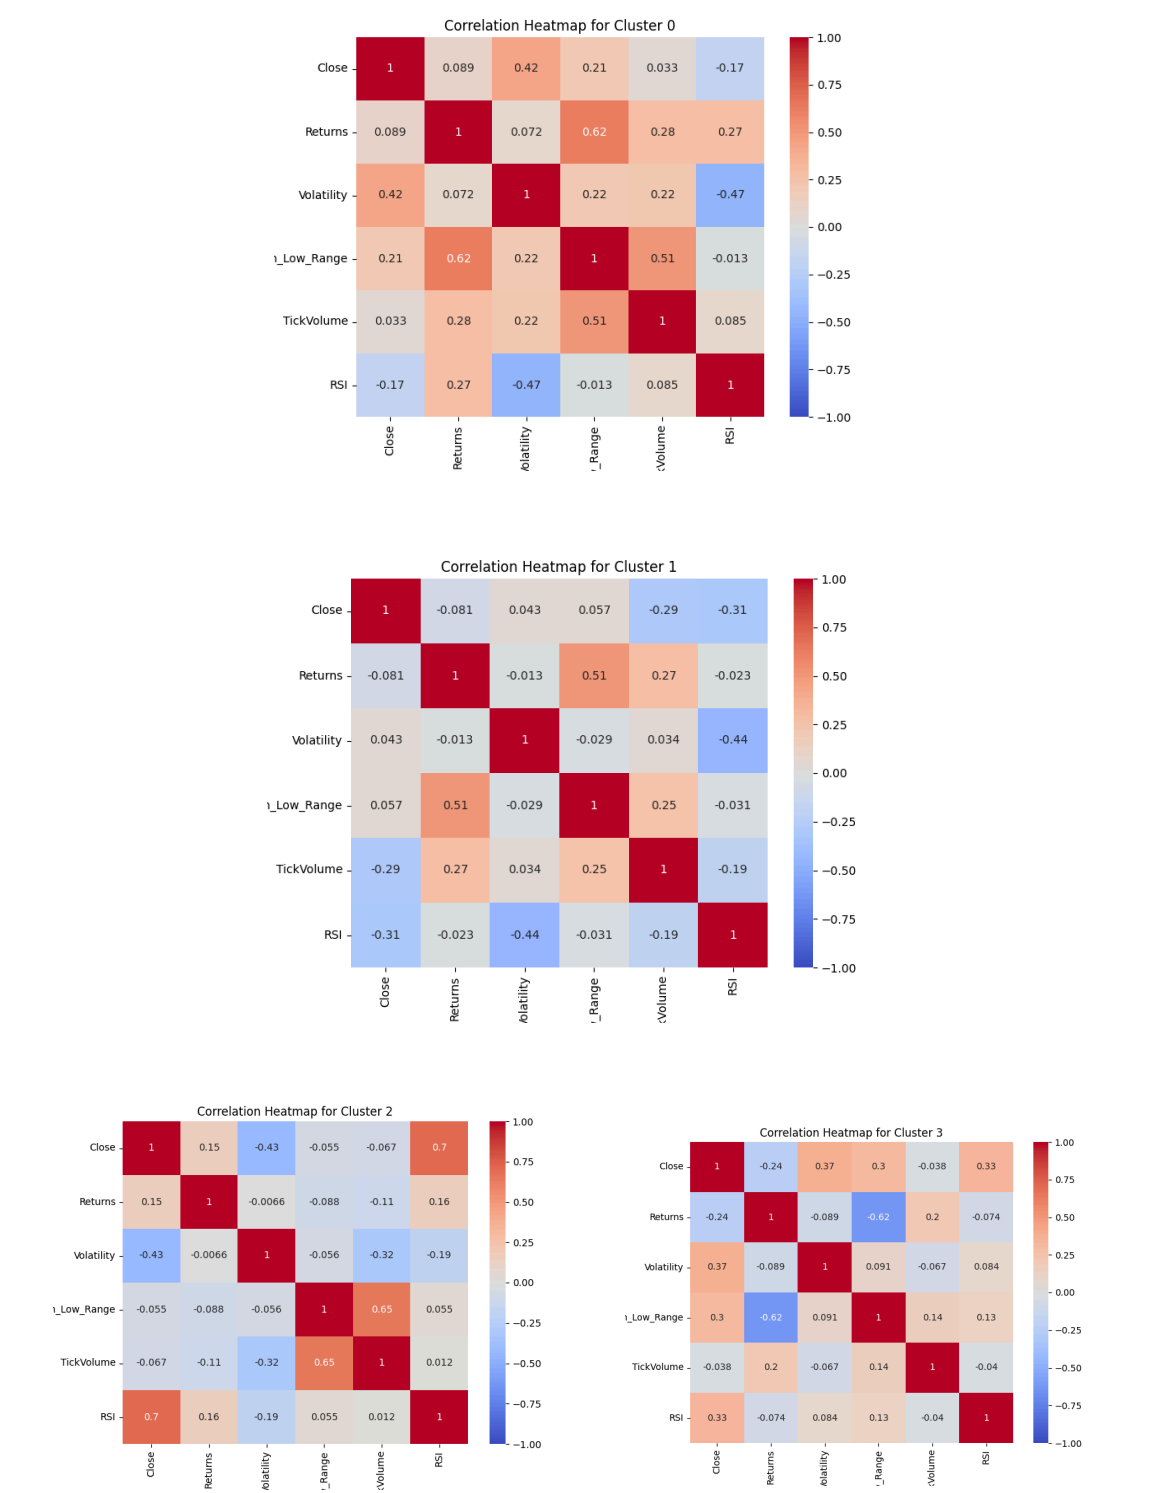 Correlation Heatmap for Cluster 0
Close 1 0.089 0.42 0.21 0.033 -0.17
Returns 0.089 1 0.072 0.62 0.28 0.27
Volatility 0.42 0.072 1 0.22 0.22 -0.47
_Low_Range 0.21 0.62 0.22 1 0.51 -0.013
TickVolume 0.033 0.28 0.22 0.51 1 0.085
RSI -0.17 0.27 -0.47 -0.013 0.085 1
Close Returns olatility _Range Volume RSI
1.00
0.75
0.50
0.25
0.00
−0.25
−0.50
−0.75
−1.00
Correlation Heatmap for Cluster 1
Close 1 -0.081 0.043 0.057 -0.29 -0.31
Returns -0.081 1 -0.013 0.51 0.27 -0.023
Volatility 0.043 -0.013 1 -0.029 0.034 -0.44
_Low_Range 0.057 0.51 -0.029 1 0.25 -0.031
TickVolume -0.29 0.27 0.034 0.25 1 -0.19
RSI -0.31 -0.023 -0.44 -0.031 -0.19 1
Close Returns olatility _Range Volume RSI
1.00
0.75
0.50
0.25
0.00
−0.25
−0.50
−0.75
−1.00
Correlation Heatmap for Cluster 2
Close 1 0.15 -0.43 -0.055 -0.067 0.7
Returns 0.15 1 -0.0066 -0.088 -0.11 0.16
Volatility -0.43 -0.0066 1 -0.056 -0.32 -0.19
_Low_Range -0.055 -0.088 -0.056 1 0.65 0.055
TickVolume -0.067 -0.11 -0.32 0.65 1 0.012
RSI 0.7 0.16 -0.19 0.055 0.012 1
Close Returns olatility _Range Volume RSI
1.00
0.75
0.50
0.25
0.00
−0.25
−0.50
−0.75
−1.00
Correlation Heatmap for Cluster 3
Close 1 -0.24 0.37 0.3 -0.038 0.33
Returns -0.24 1 -0.089 -0.62 0.2 -0.074
Volatility 0.37 -0.089 1 0.091 -0.067 0.084
_Low_Range 0.3 -0.62 0.091 1 0.14 0.13
TickVolume -0.038 0.2 -0.067 0.14 1 -0.04
RSI 0.33 -0.074 0.084 0.13 -0.04 1
Close Returns olatility _Range Volume RSI
1.00
0.75
0.50
0.25
0.00
−0.25
−0.50
−0.75
−1.00